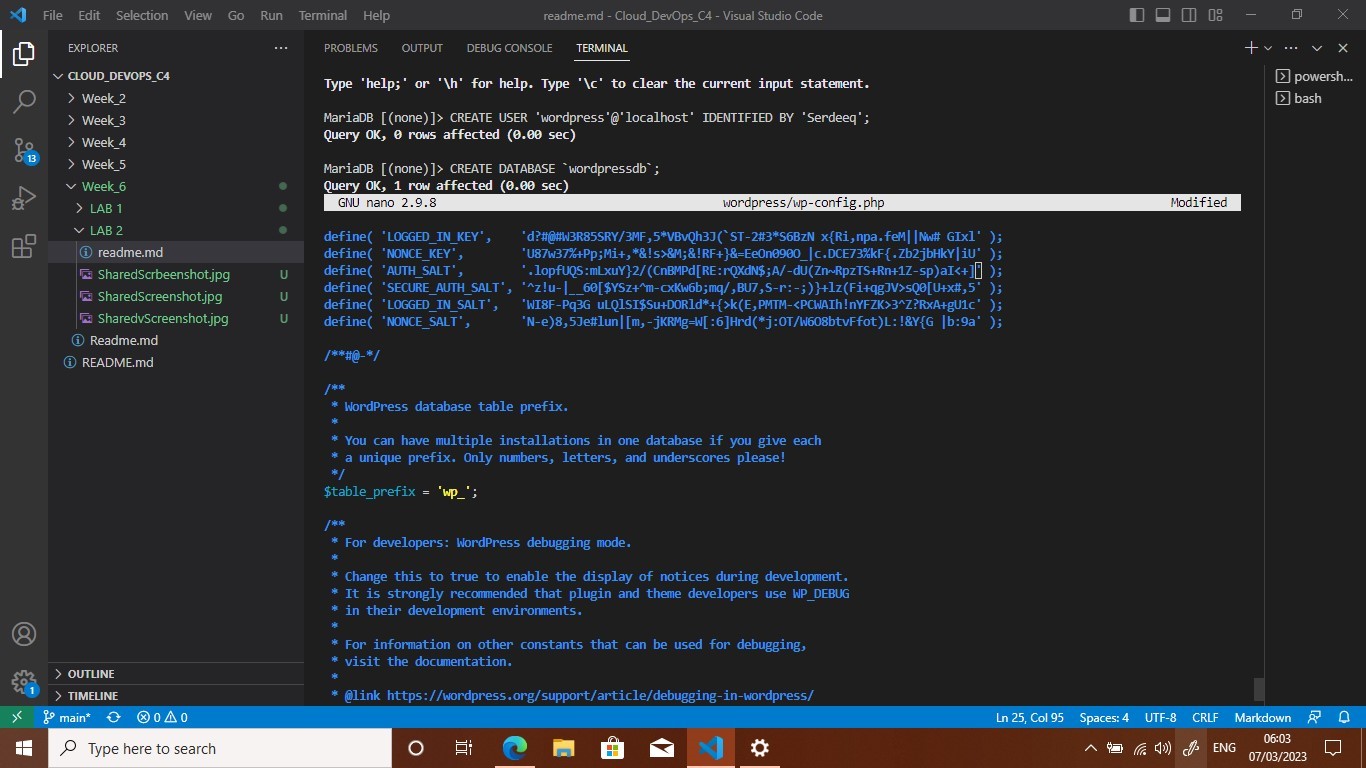 File Edit Selection View Go Run Terminal Help
readme.md - Cloud_DevOps_C4 - Visual Studio Code
EXPLORER
CLOUD_DEVOPS_C4
Week_2
Week_3
Week_4
Week_5
Week_6
LAB 1
LAB 2
readme.md
SharedScrbeenshot.jpg U
SharedScreenshot.jpg U
SharedvScreenshot.jpg U
Readme.md
README.md
OUTLINE
TIMELINE
13
1
PROBLEMS OUTPUT DEBUG CONSOLE TERMINAL
powersh...
bash
Type 'help;' or '\h' for help. Type '\c' to clear the current input statement.
MariaDB [(none)]> CREATE USER 'wordpress'@'localhost' IDENTIFIED BY 'Serdeeq';
Query OK, 0 rows affected (0.00 sec)
MariaDB [(none)]> CREATE DATABASE `wordpressdb`;
Query OK, 1 row affected (0.00 sec)
GNU nano 2.9.8 wordpress/wp-config.php Modified
define( 'LOGGED_IN_KEY', 'd?#@#W3R85SRY/3MF,5*VBvQh3J(`ST-2#3*S6BzN x{Ri,npa.feM||Nw# GIxl' );
define( 'NONCE_KEY', 'U87w37%+Pp;Mi+,*&!s>&M;&!RF+}&=EeOn090O_|c.DCE73%kF{.Zb2jbHkY|iU' );
define( 'AUTH_SALT', '.lopfUQS:mLxuY}2/(CnBMPd[RE:rQXdN$;A/-dU(Zn~RpzTS+Rn+1Z-sp)aI<+]' );
define( 'SECURE_AUTH_SALT', '^z!u-|__60[$YSz+^m-cxKw6b;mq/,BU7,S-r:-;)}+lz(Fi+qgJV>sQ0[U+x#,5' );
define( 'LOGGED_IN_SALT', 'WI8F-Pq3G uLQlSI$Su+DORld*+{>k(E,PMTM-<PCWAIh!nYFZK>3^Z?RxA+gU1c' );
define( 'NONCE_SALT', 'N-e)8,5Je#lun|[m,-jKRMg=W[:6]Hrd(*j:OT/W6O8btvFfot)L:!&Y{G |b:9a' );
/**#@-*/
/**
* WordPress database table prefix.
*
* You can have multiple installations in one database if you give each
* a unique prefix. Only numbers, letters, and underscores please!
*/
$table_prefix = 'wp_';
/**
* For developers: WordPress debugging mode.
*
* Change this to true to enable the display of notices during development.
* It is strongly recommended that plugin and theme developers use WP_DEBUG
* in their development environments.
*
* For information on other constants that can be used for debugging,
* visit the documentation.
*
* @link https://wordpress.org/support/article/debugging-in-wordpress/
main* 0 0 Ln 25, Col 95 Spaces: 4 UTF-8 CRLF Markdown
Type here to search
ENG
06:03
07/03/2023